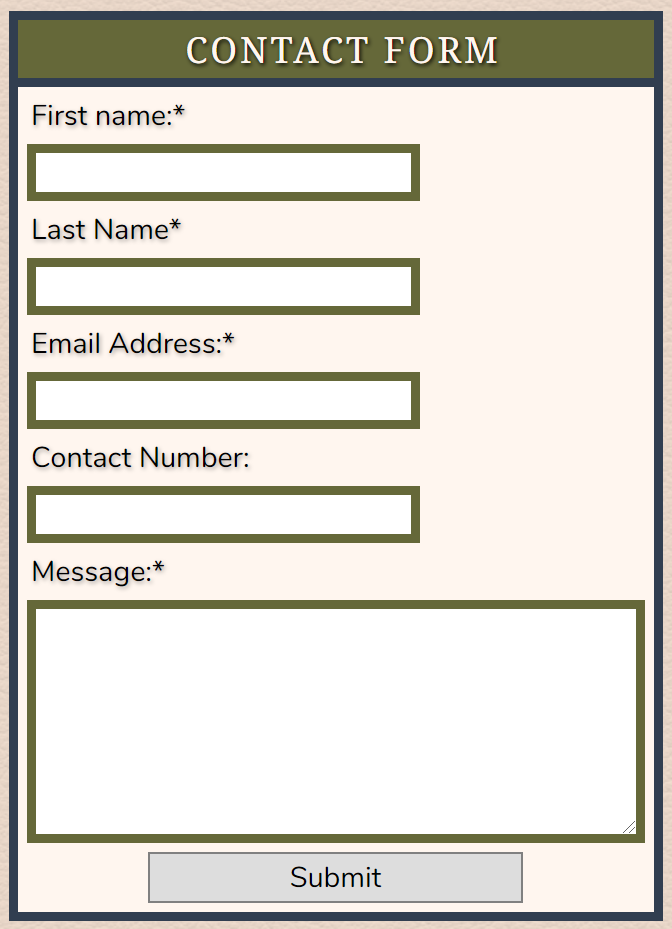 CONTACT FORM
First name:*
Last Name*
Email Address:*
Contact Number:
Message:*
Submit